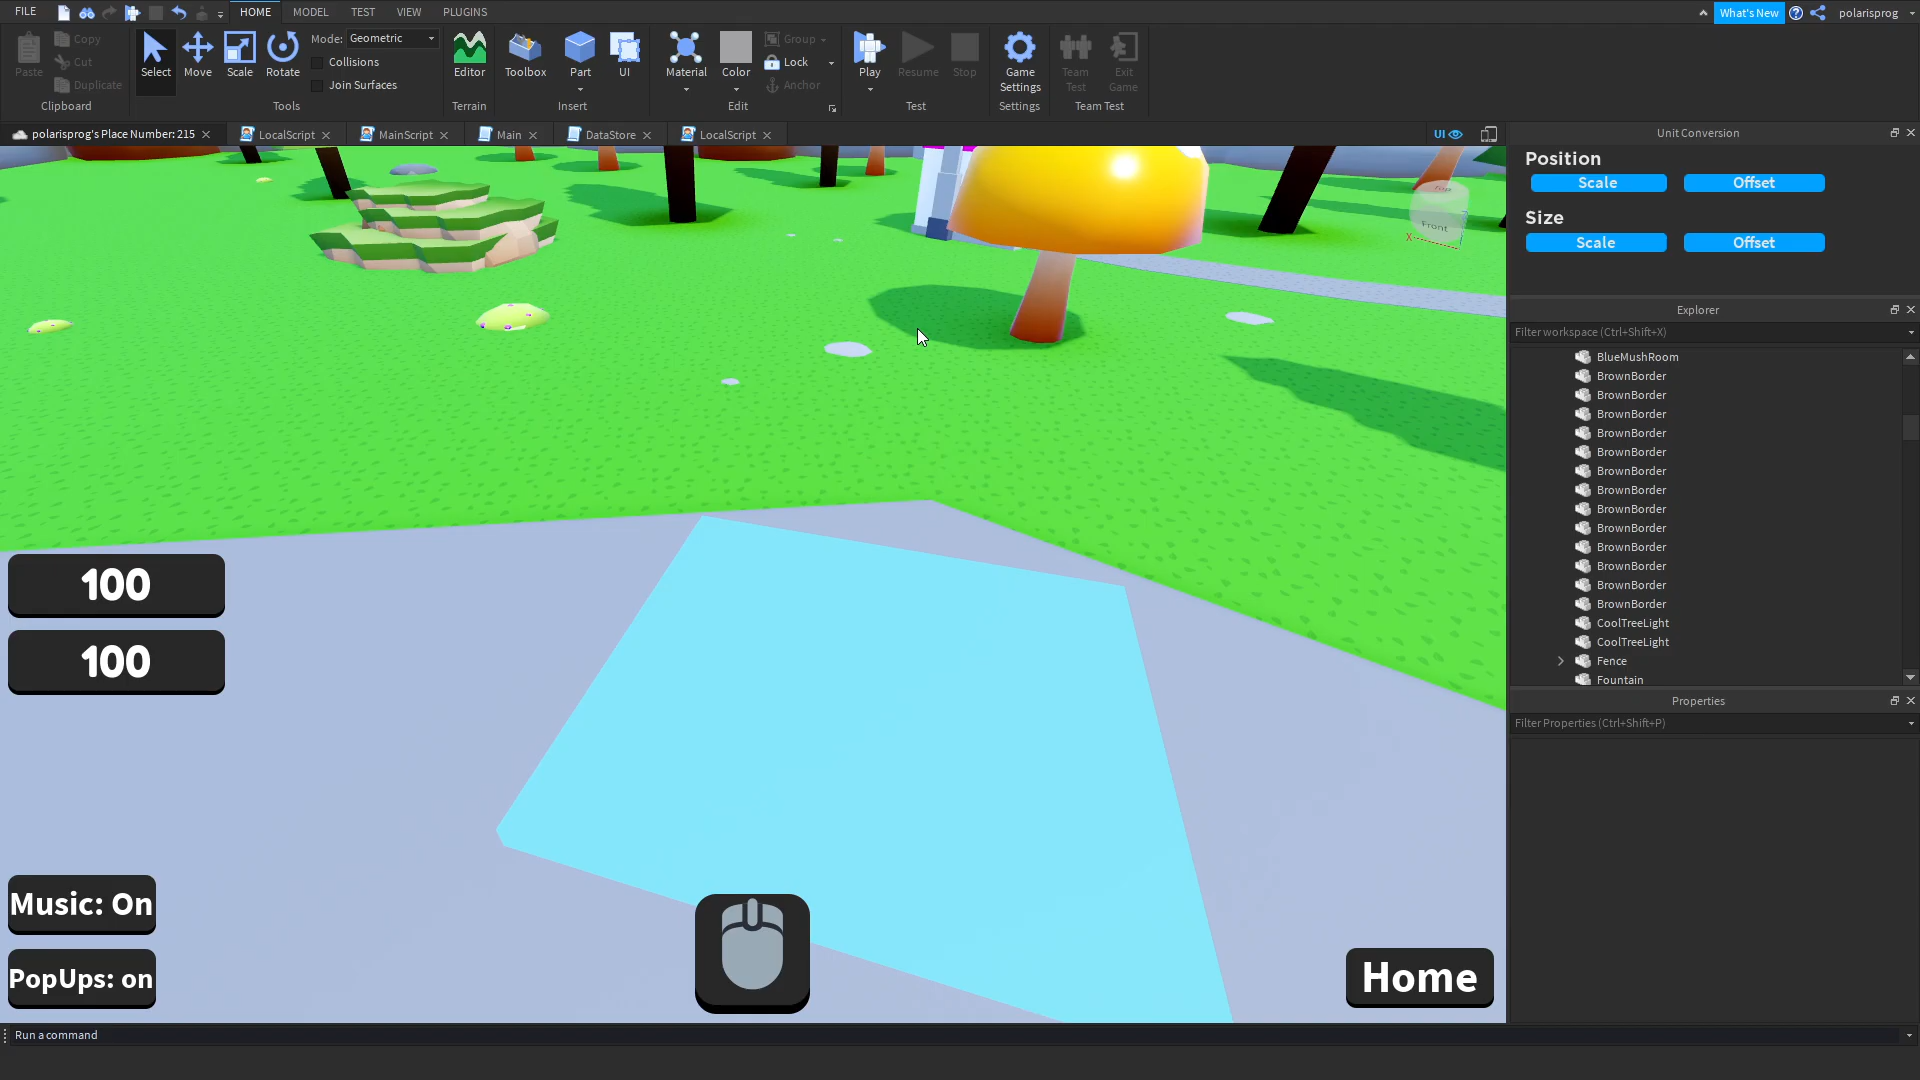 FILE
HOME
MODEL
TEST
VIEW
PLUGINS
What's New
polarisprog
Paste
Copy
Cut
Duplicate
Clipboard
Select
Move
Scale
Rotate
Mode: Geometric
Collisions
Join Surfaces
Tools
Editor
Terrain
Toolbox
Part
UI
Insert
Material
Color
Group
Lock
Anchor
Edit
Play
Resume
Stop
Test
Game Settings
Settings
Team Test
Exit Game
Team Test
polarisprog's Place Number: 215
LocalScript
MainScript
Main
DataStore
LocalScript
UI
Unit Conversion
Position
Scale
Offset
Size
Scale
Offset
Top
Front
X
Explorer
Filter workspace (Ctrl+Shift+X)
BlueMushRoom
BrownBorder
BrownBorder
BrownBorder
BrownBorder
BrownBorder
BrownBorder
BrownBorder
BrownBorder
BrownBorder
BrownBorder
BrownBorder
BrownBorder
BrownBorder
CoolTreeLight
CoolTreeLight
Fence
Fountain
Properties
Filter Properties (Ctrl+Shift+P)
100
100
Music: On
PopUps: on
Home
Run a command